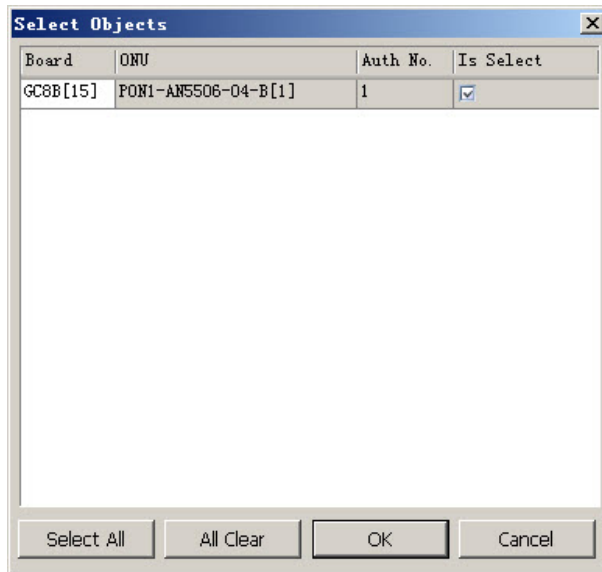 Select Objects
Board ONU Auth No. Is Select
GC8B[15] PON1-AN5506-04-B[1] 1
Select All All Clear OK Cancel